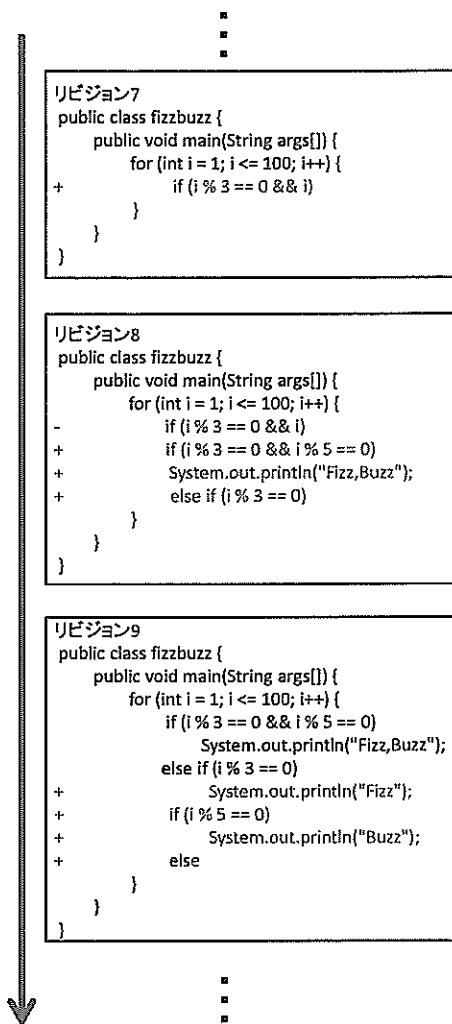 リビジョン7
public class fizzbuzz {
public void main(String args[]) {
for (int i = 1; i <= 100; i++) {
+ if (i % 3 == 0 && i)
}
}
}
リビジョン8
public class fizzbuzz {
public void main(String args[]) {
for (int i = 1; i <= 100; i++) {
- if (i % 3 == 0 && i)
+ if (i % 3 == 0 && i % 5 == 0)
+ System.out.println("Fizz,Buzz");
+ else if (i % 3 == 0)
}
}
}
リビジョン9
public class fizzbuzz {
public void main(String args[]) {
for (int i = 1; i <= 100; i++) {
if (i % 3 == 0 && i % 5 == 0)
System.out.println("Fizz,Buzz");
else if (i % 3 == 0)
+ System.out.println("Fizz");
+ if (i % 5 == 0)
+ System.out.println("Buzz");
+ else
}
}
}